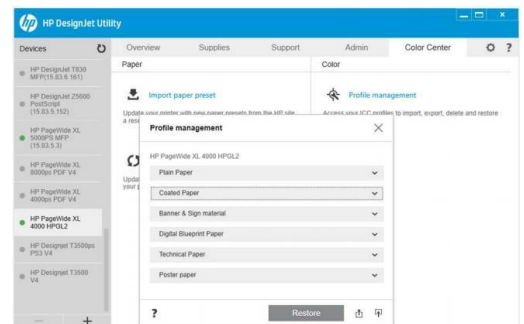 hp HP DesignJet Utility
Devices
Overview
Supplies
Support
Admin
Color Center
?
HP DesignJet T830
MFP(15.83.6.161)
HP DesignJet Z5600
PostScript
(15.83.5.152)
HP PageWide XL
5000PS MFP
(15.83.5.3)
HP PageWide XL
8000ps PDF V4
HP PageWide XL
4000ps PDF V4
HP PageWide XL
4000 HPGL2
HP Designjet T3500ps
PS3 V4
HP Designjet T3500
V4
Paper
Import paper preset
Update your printer with new paper presets from the HP site
a rese
Upda
your p
Color
Profile management
Access your ICC profiles to import, export, delete and restore
Profile management
HP PageWide XL 4000 HPGL2
Plain Paper
Coated Paper
Banner & Sign material
Digital Blueprint Paper
Technical Paper
Poster paper
?
Restore